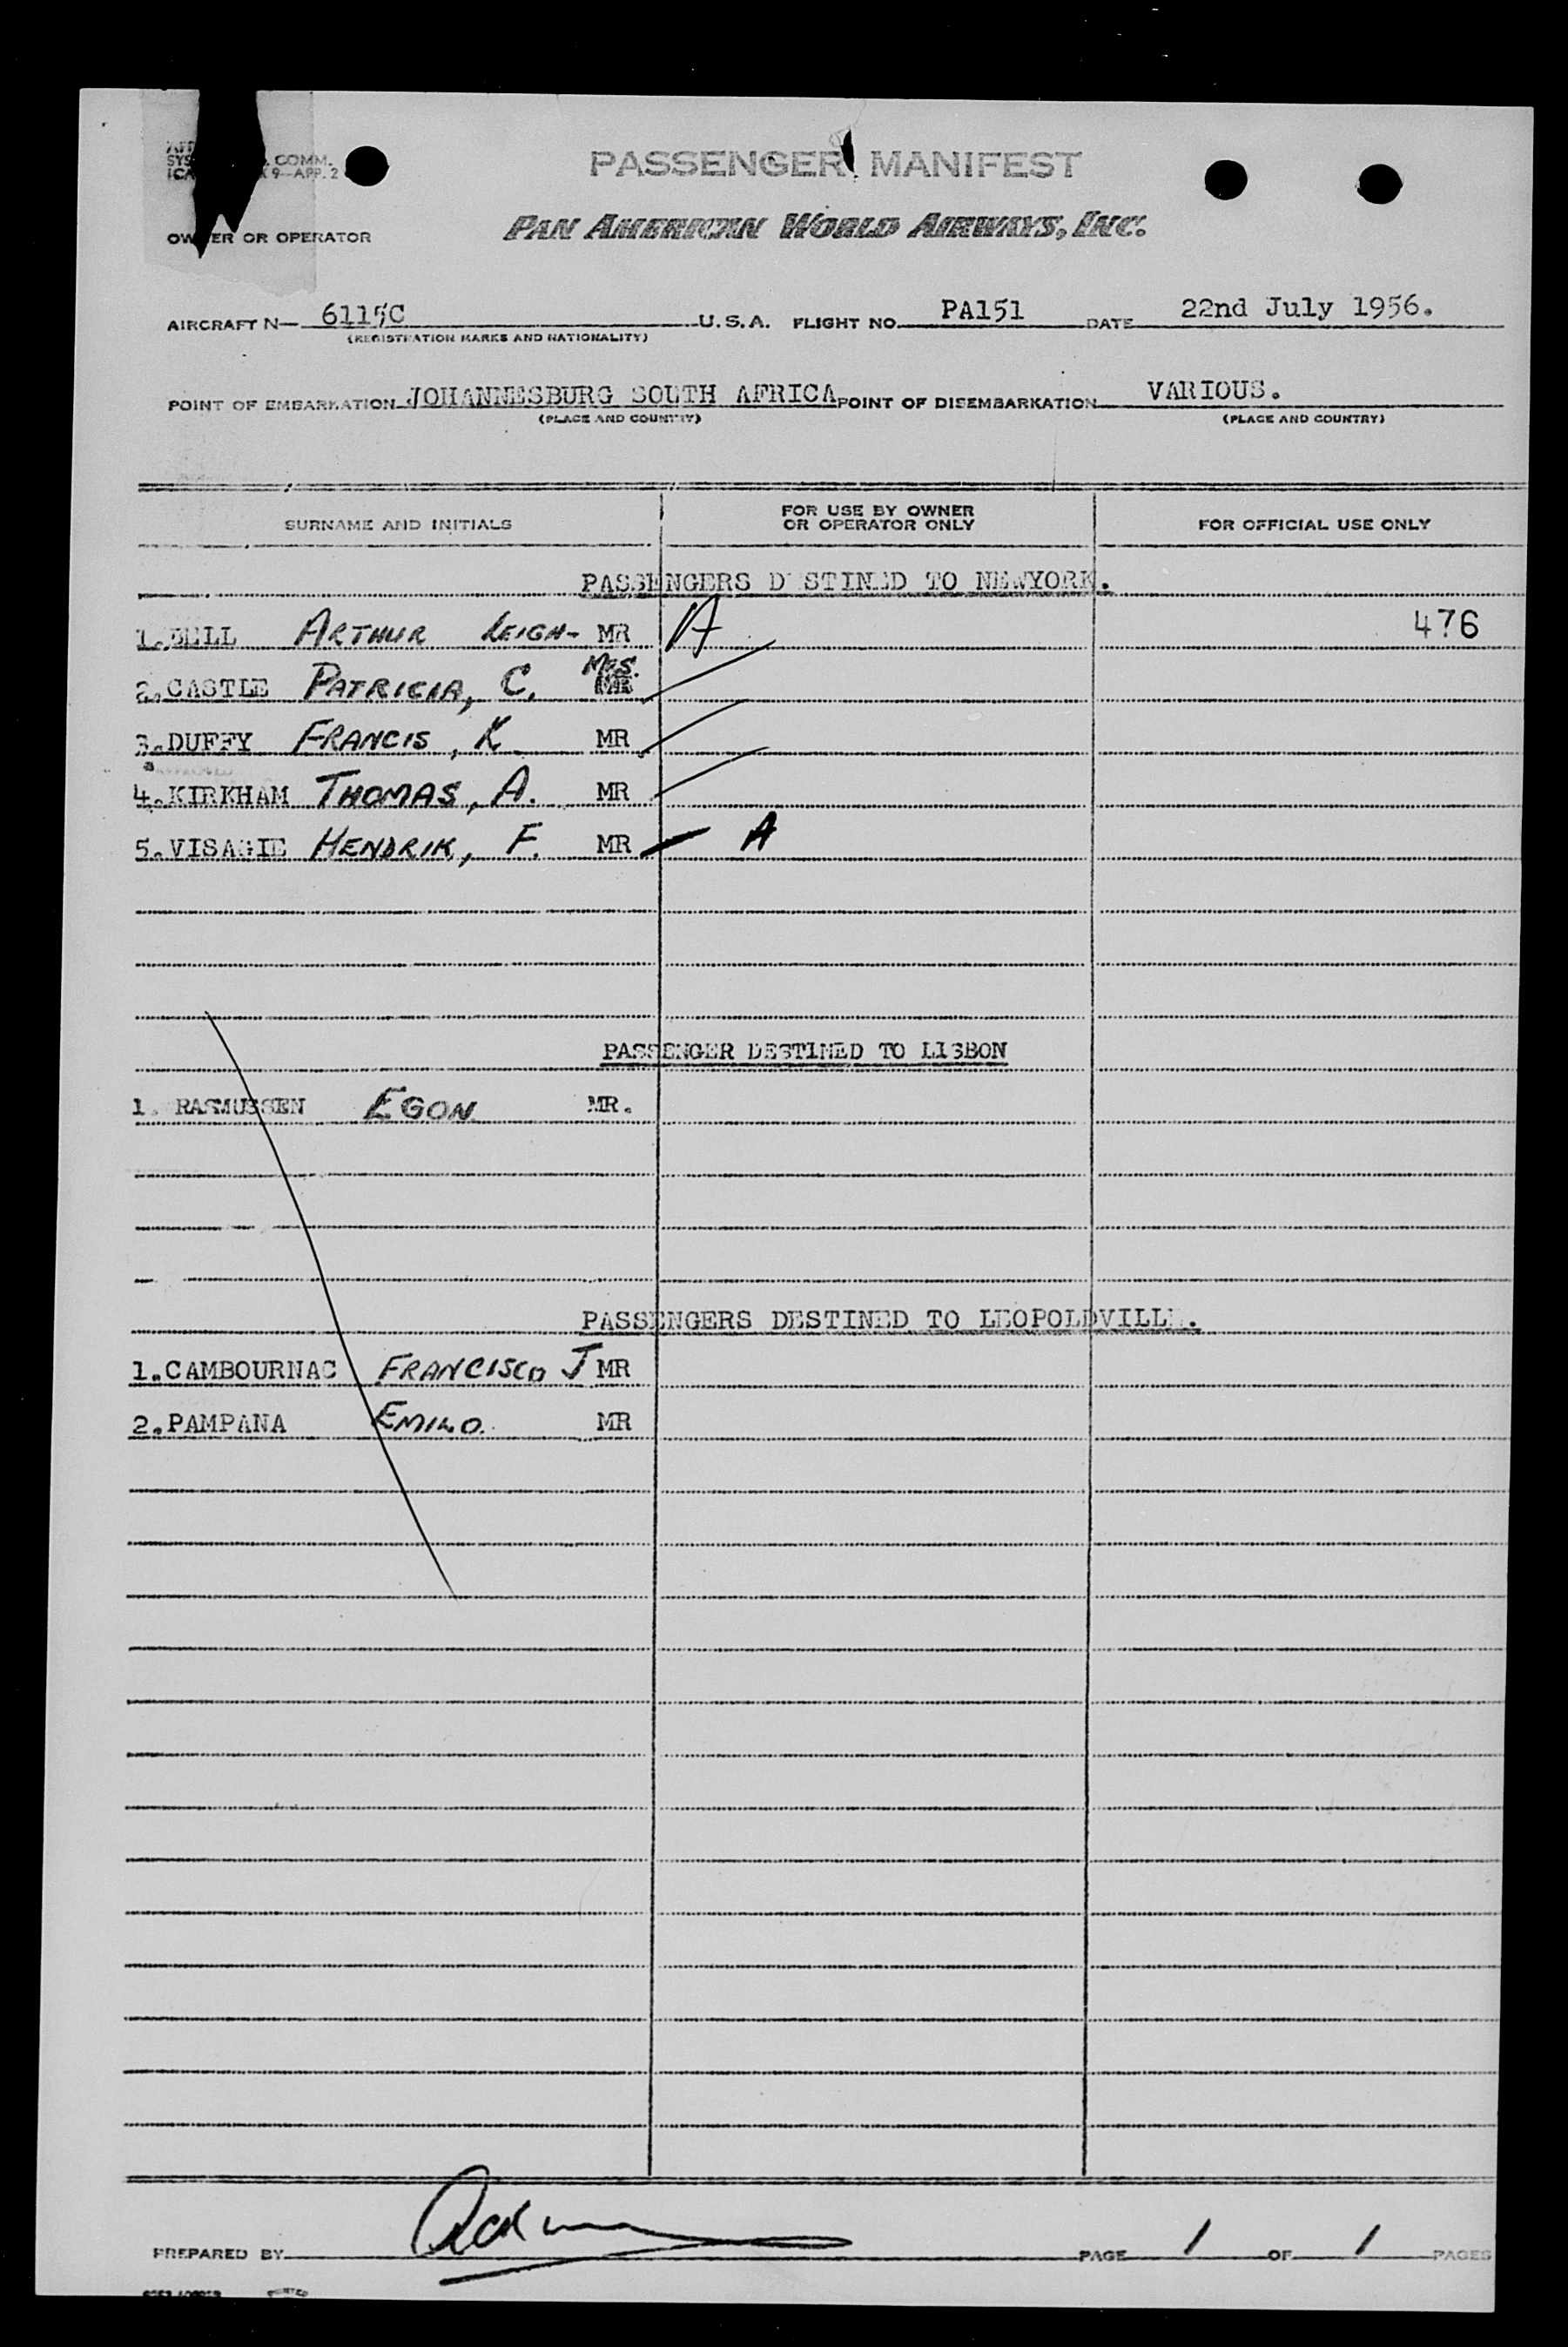 COMM.
9—APP. 2
PASSENGER MANIFEST
OWNER OR OPERATOR
PAN AMERICAN WORLD AIRWAYS, INC.
AIRCRAFT N— 6115C U.S.A. FLIGHT NO. PA151 DATE 22nd July 1956.
(REGISTRATION MARKS AND NATIONALITY)
POINT OF EMBARKATION JOHANNESBURG SOUTH AFRICA POINT OF DISEMBARKATION VARIOUS.
(PLACE AND COUNTRY) (PLACE AND COUNTRY)
SURNAME AND INITIALS FOR USE BY OWNER OR OPERATOR ONLY FOR OFFICIAL USE ONLY
PASSENGERS DESTINED TO NEWYORK.
1.BELL ARTHUR LEIGH- MR A 476
2.CASTLE PATRICIA, C. MRS.
3.DUFFY FRANCIS, K MR
4.KIRKHAM THOMAS, A. MR
5.VISAGIE HENDRIK, F. MR A
PASSENGER DESTINED TO LISBON
1. RASMUSSEN EGON MR.
PASSENGERS DESTINED TO LEOPOLDVILLE.
1.CAMBOURNAC FRANCISCO J MR
2.PAMPANA EMILO. MR
PREPARED BY PAGE 1 OF 1 PAGES